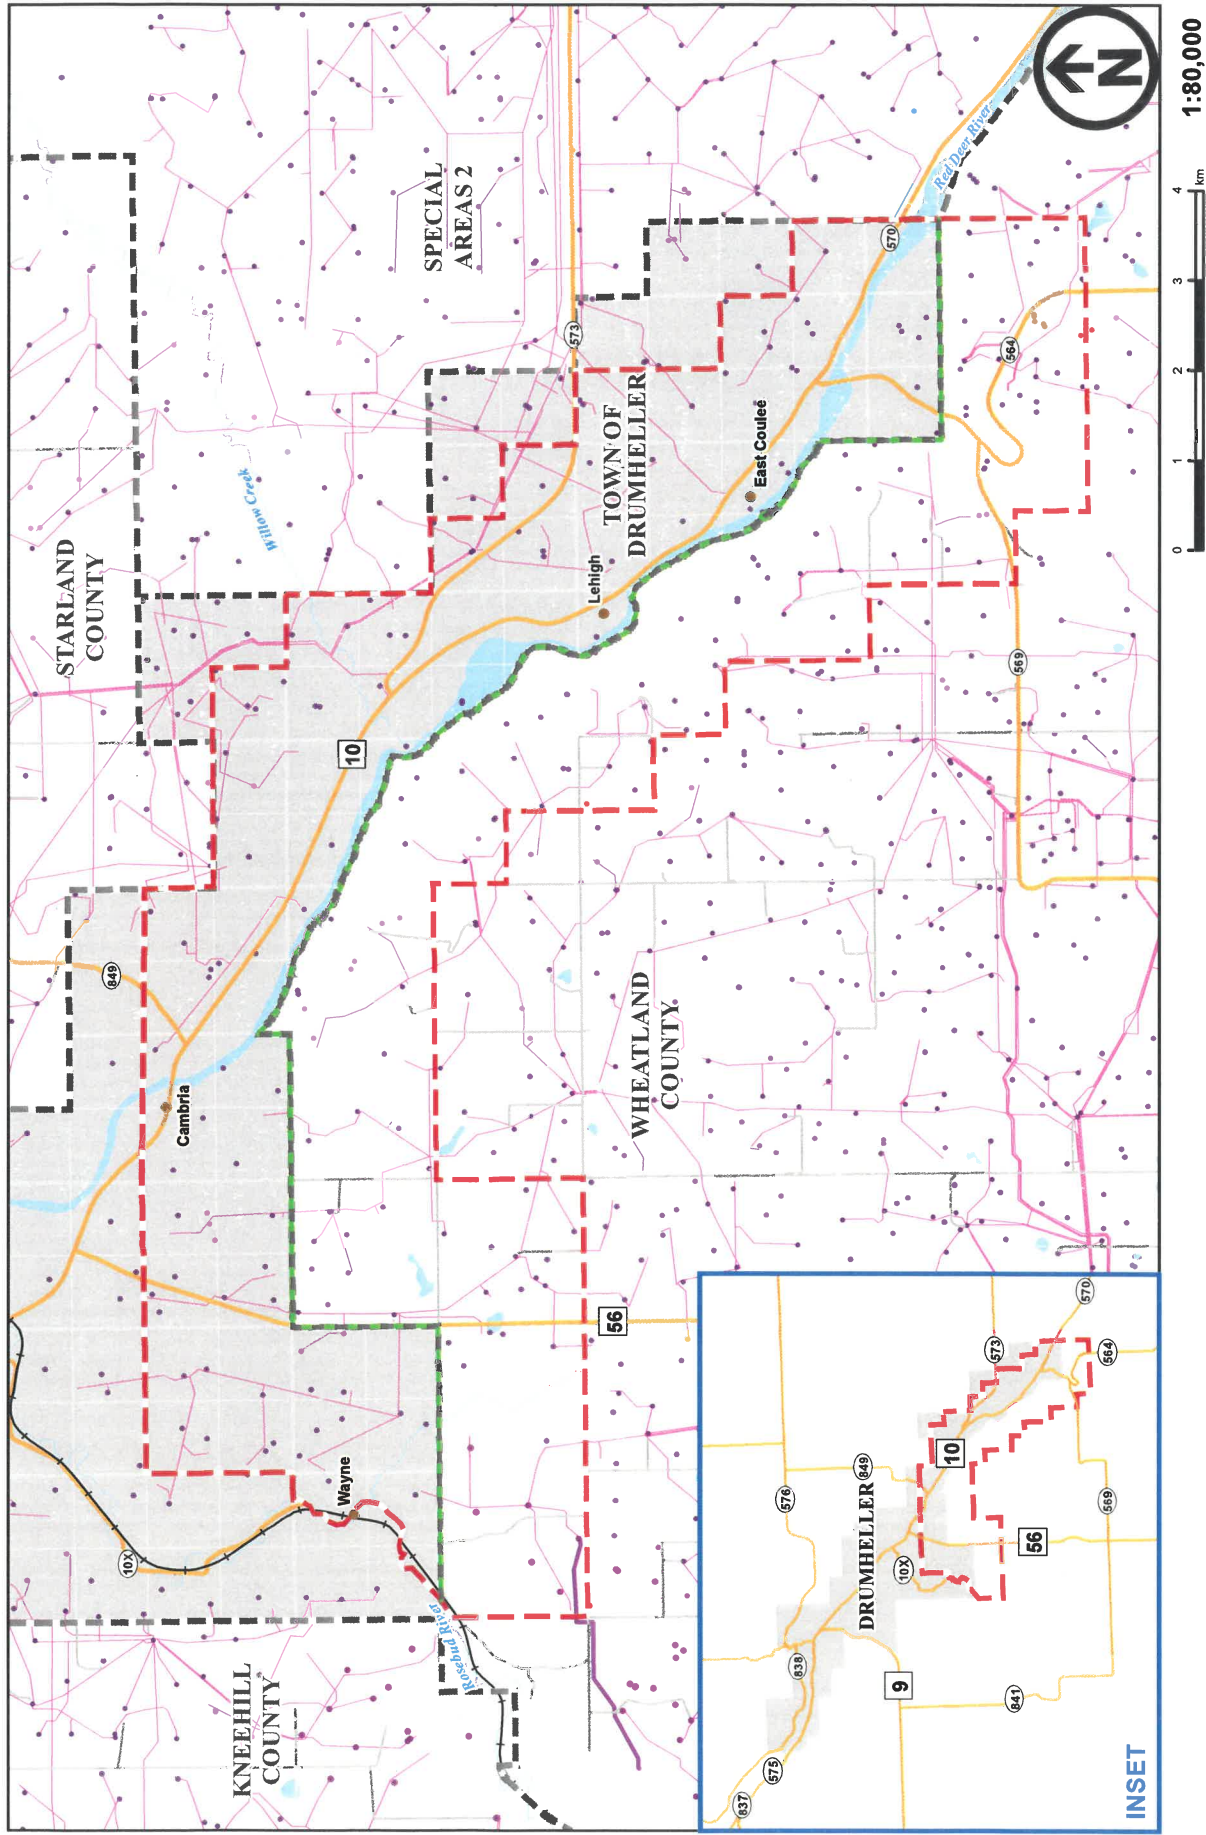 STARLAND
COUNTY
SPECIAL
AREAS 2
Willow Creek
849
10
573
TOWN OF
DRUMHELLER
Cambria
Lehigh
East Coulee
570
Red Deer River
10X
Wayne
KNEEHILL
COUNTY
Rosebud River
56
WHEATLAND
COUNTY
569
564
N
INSET
837
575
838
9
841
DRUMHELLER
576
849
10X
10
56
573
570
564
569
0
1
2
3
4
km
1:80,000